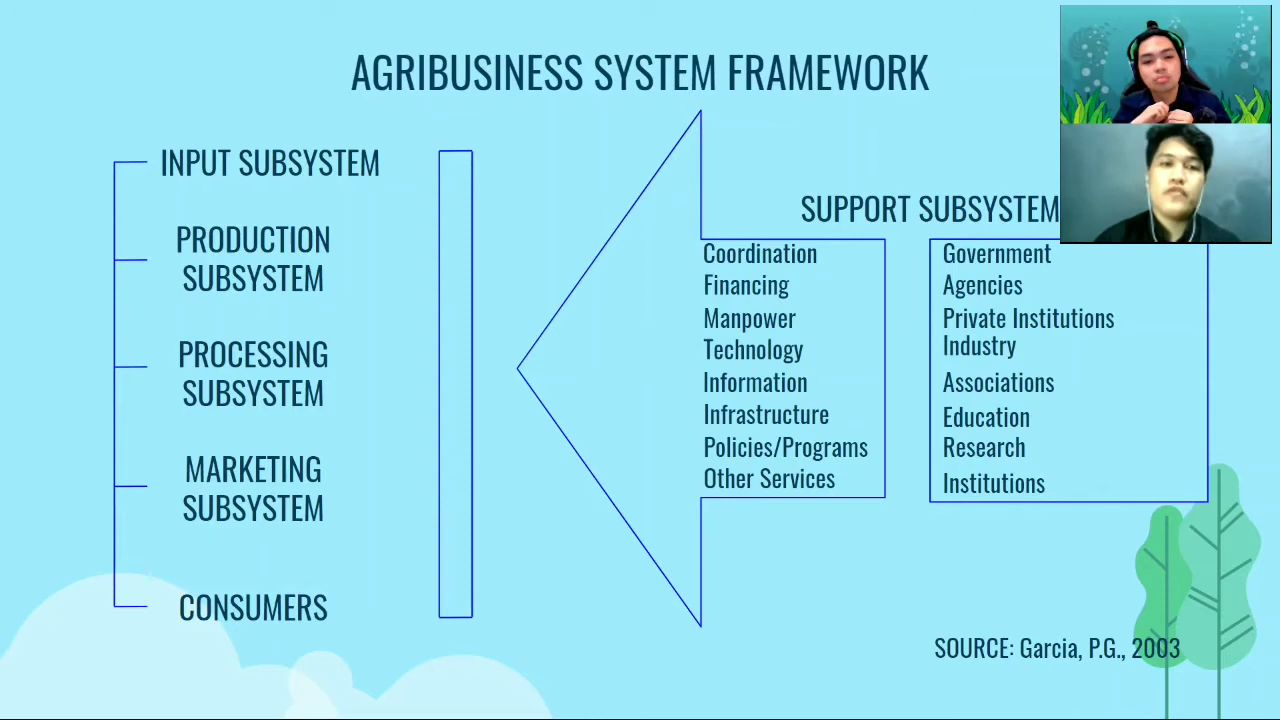 AGRIBUSINESS SYSTEM FRAMEWORK
INPUT SUBSYSTEM
PRODUCTION
SUBSYSTEM
PROCESSING
SUBSYSTEM
MARKETING
SUBSYSTEM
CONSUMERS
SUPPORT SUBSYSTEM
Coordination
Financing
Manpower
Technology
Information
Infrastructure
Policies/Programs
Other Services
Government
Agencies
Private Institutions
Industry
Associations
Education
Research
Institutions
SOURCE: Garcia, P.G., 2003